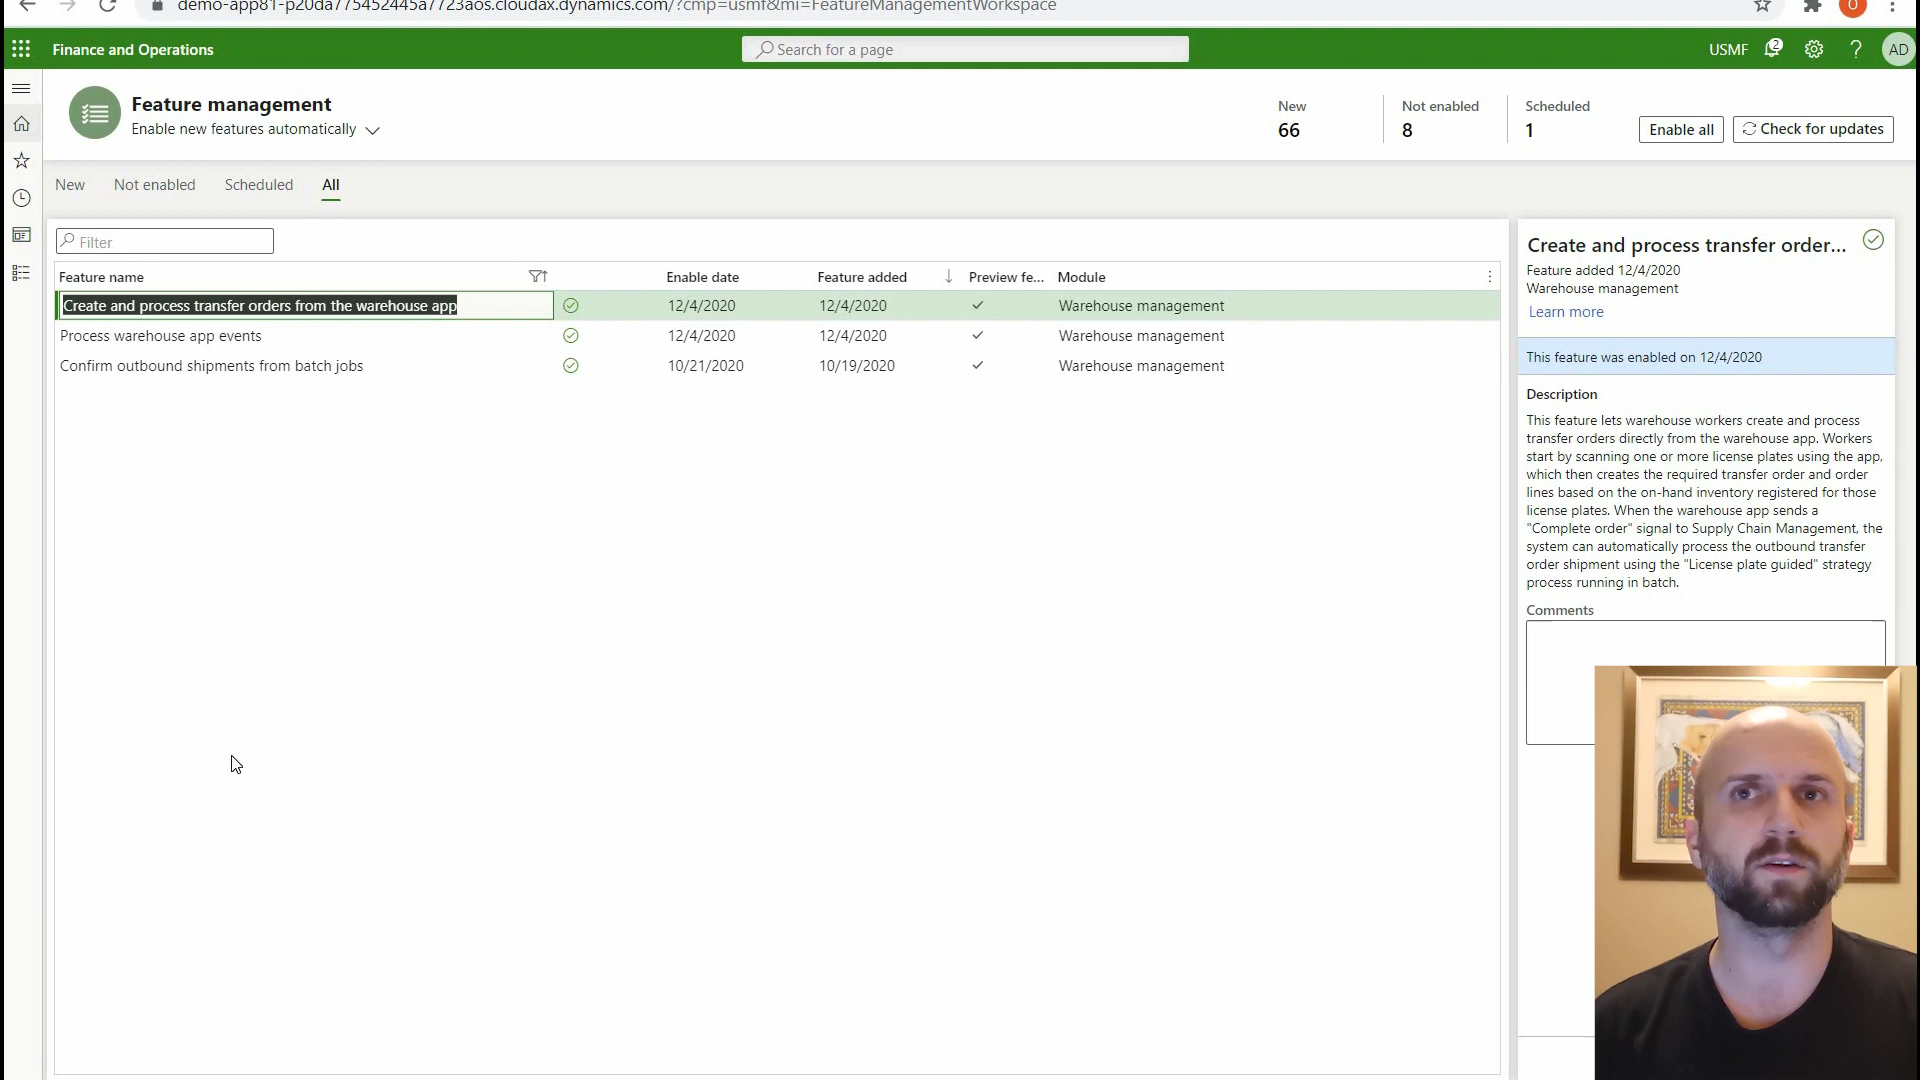 demo-app81-p20da775452445a7723aos.cloudax.dynamics.com/?cmp=usmf&mi=FeatureManagementWorkspace
O
Finance and Operations
Search for a page
USMF
2
AD
Feature management
Enable new features automatically
New
66
Not enabled
8
Scheduled
1
Enable all
Check for updates
New Not enabled Scheduled All
Filter
Feature name Enable date Feature added Preview fe... Module
Create and process transfer orders from the warehouse app 12/4/2020 12/4/2020 Warehouse management
Process warehouse app events 12/4/2020 12/4/2020 Warehouse management
Confirm outbound shipments from batch jobs 10/21/2020 10/19/2020 Warehouse management
Create and process transfer order...
Feature added 12/4/2020
Warehouse management
Learn more
This feature was enabled on 12/4/2020
Description
This feature lets warehouse workers create and process
transfer orders directly from the warehouse app. Workers
start by scanning one or more license plates using the app,
which then creates the required transfer order and order
lines based on the on-hand inventory registered for those
license plates. When the warehouse app sends a
"Complete order" signal to Supply Chain Management, the
system can automatically process the outbound transfer
order shipment using the "License plate guided" strategy
process running in batch.
Comments